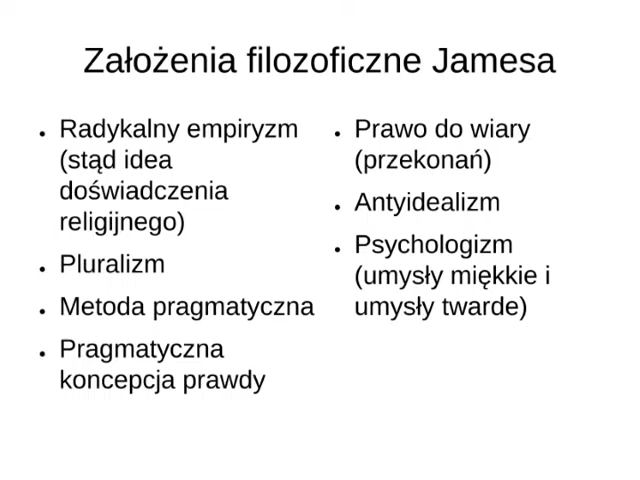 Założenia filozoficzne Jamesa
● Radykalny empiryzm
(stąd idea
doświadczenia
religijnego)
● Pluralizm
● Metoda pragmatyczna
● Pragmatyczna
koncepcja prawdy
● Prawo do wiary
(przekonań)
● Antyidealizm
● Psychologizm
(umysły miękkie i
umysły twarde)